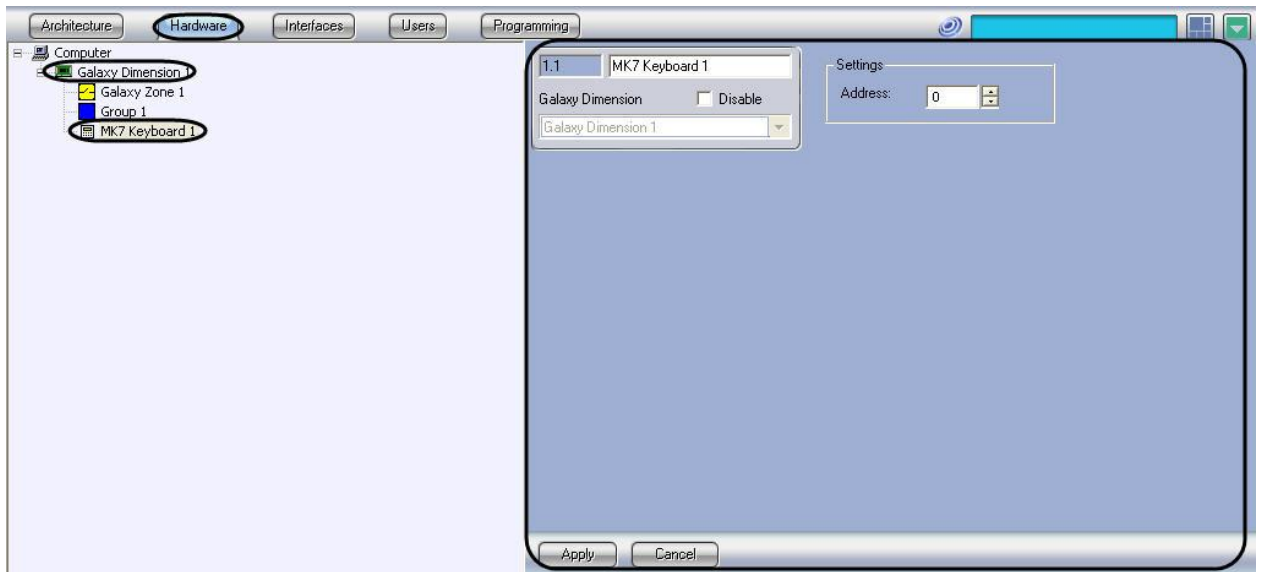 Architecture Hardware Interfaces Users Programming
Computer
Galaxy Dimension 1
Galaxy Zone 1
Group 1
MK7 Keyboard 1
1.1 MK7 Keyboard 1
Galaxy Dimension Disable
Galaxy Dimension 1
Settings
Address: 0
Apply Cancel